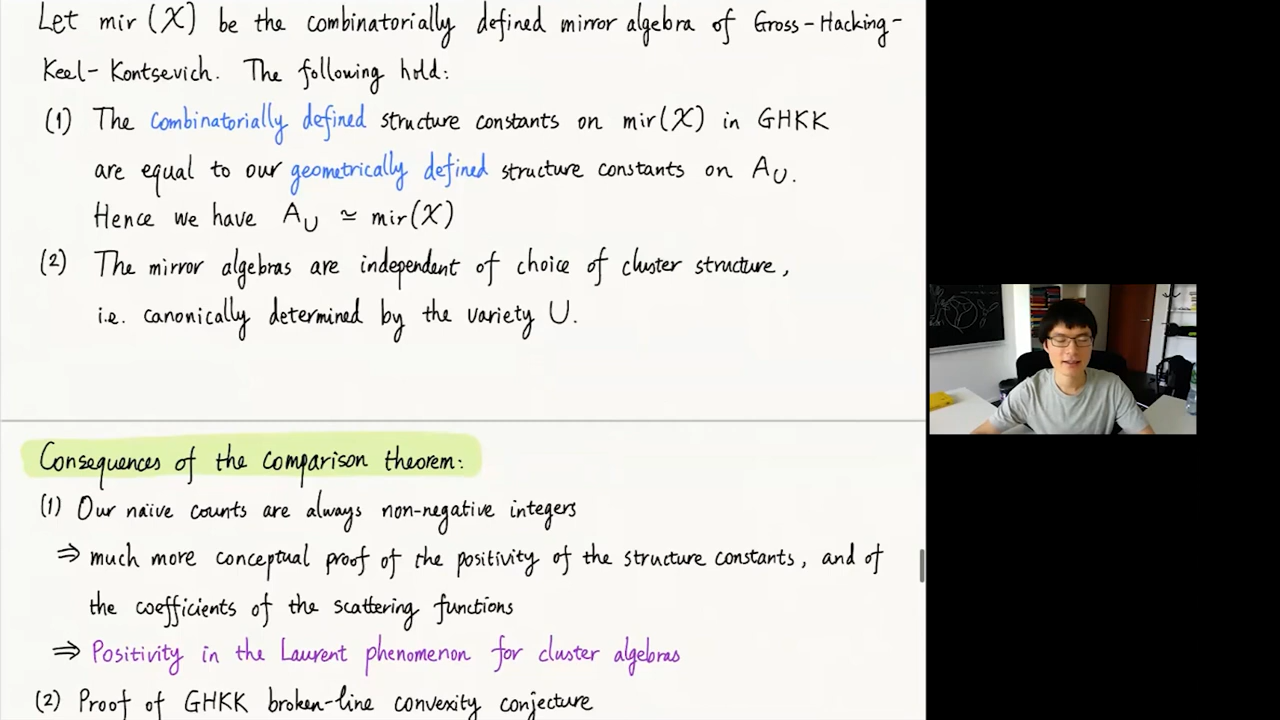 Let mir (X) be the combinatorially defined mirror algebra of Gross-Hacking-
Keel-Kontsevich. The following hold:
(1) The combinatorially defined structure constants on mir(X) in GHKK
are equal to our geometrically defined structure constants on A_U.
Hence we have A_U ≃ mir(X)
(2) The mirror algebras are independent of choice of cluster structure,
i.e. canonically determined by the variety U.
Consequences of the comparison theorem:
(1) Our naïve counts are always non-negative integers
⇒ much more conceptual proof of the positivity of the structure constants, and of
the coefficients of the scattering functions
⇒ Positivity in the Laurent phenomenon for cluster algebras
(2) Proof of GHKK broken-line convexity conjecture